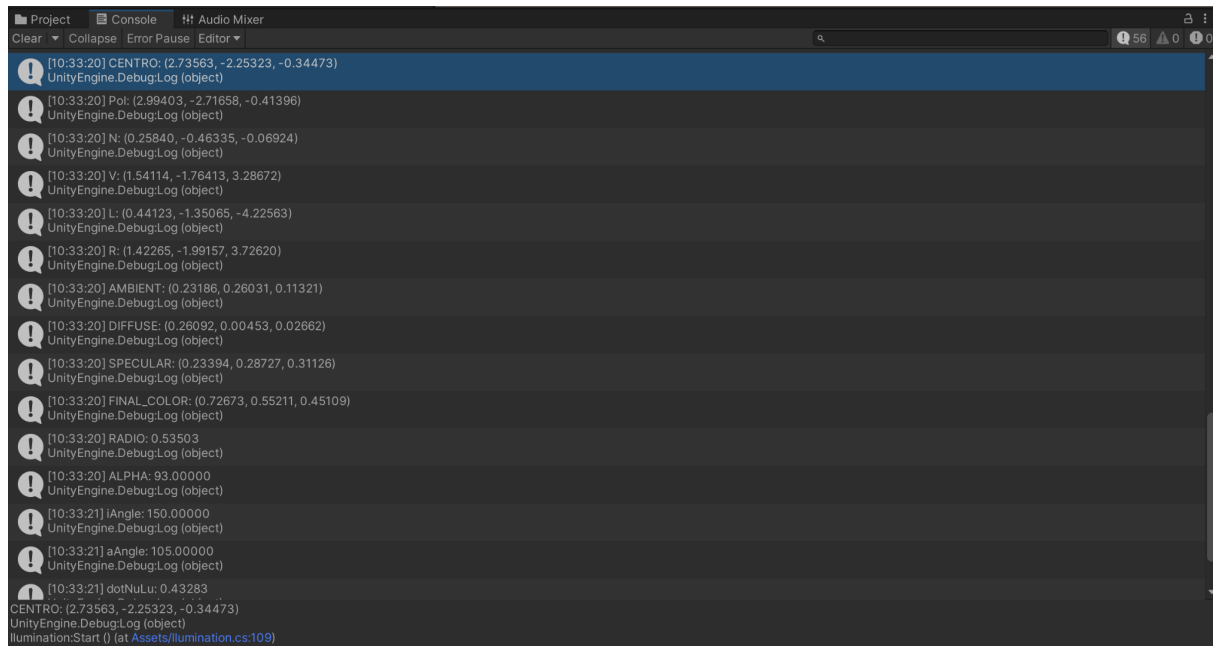 Project Console Audio Mixer
Clear Collapse Error Pause Editor 56 0 0
[10:33:20] CENTRO: (2.73563, -2.25323, -0.34473)
UnityEngine.Debug:Log (object)
[10:33:20] PoI: (2.99403, -2.71658, -0.41396)
UnityEngine.Debug:Log (object)
[10:33:20] N: (0.25840, -0.46335, -0.06924)
UnityEngine.Debug:Log (object)
[10:33:20] V: (1.54114, -1.76413, 3.28672)
UnityEngine.Debug:Log (object)
[10:33:20] L: (0.44123, -1.35065, -4.22563)
UnityEngine.Debug:Log (object)
[10:33:20] R: (1.42265, -1.99157, 3.72620)
UnityEngine.Debug:Log (object)
[10:33:20] AMBIENT: (0.23186, 0.26031, 0.11321)
UnityEngine.Debug:Log (object)
[10:33:20] DIFFUSE: (0.26092, 0.00453, 0.02662)
UnityEngine.Debug:Log (object)
[10:33:20] SPECULAR: (0.23394, 0.28727, 0.31126)
UnityEngine.Debug:Log (object)
[10:33:20] FINAL_COLOR: (0.72673, 0.55211, 0.45109)
UnityEngine.Debug:Log (object)
[10:33:20] RADIO: 0.53503
UnityEngine.Debug:Log (object)
[10:33:20] ALPHA: 93.00000
UnityEngine.Debug:Log (object)
[10:33:21] iAngle: 150.00000
UnityEngine.Debug:Log (object)
[10:33:21] aAngle: 105.00000
UnityEngine.Debug:Log (object)
[10:33:21] dotNuLu: 0.43283
CENTRO: (2.73563, -2.25323, -0.34473)
UnityEngine.Debug:Log (object)
Ilumination:Start () (at Assets/Ilumination.cs:109)